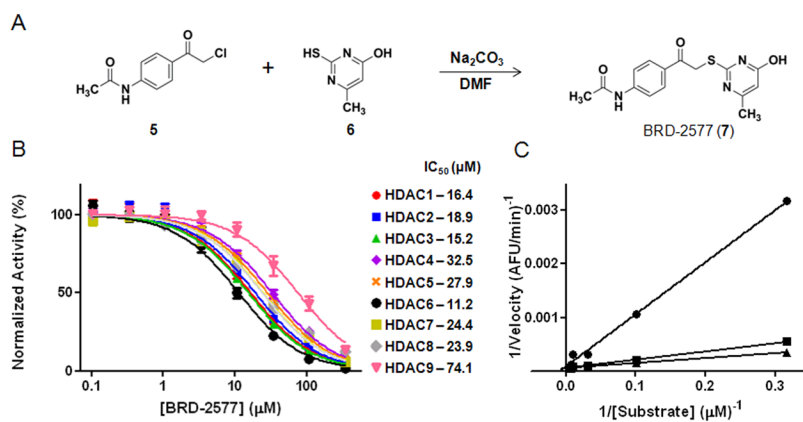 A
O
Cl
O
H₃C
N
H
5
+
HS
N
OH
N
CH₃
6
Na₂CO₃
DMF
O
S
N
OH
O
N
H₃C
N
H
CH₃
BRD-2577 (7)
B
IC₅₀ (μM)
Normalized Activity (%)
100
50
0
0.1
1
10
100
[BRD-2577] (μM)
HDAC1 – 16.4
HDAC2 – 18.9
HDAC3 – 15.2
HDAC4 – 32.5
HDAC5 – 27.9
HDAC6 – 11.2
HDAC7 – 24.4
HDAC8 – 23.9
HDAC9 – 74.1
C
1/Velocity (AFU/min)⁻¹
0.003
0.002
0.001
0.0
0.1
0.2
0.3
0.4
1/[Substrate] (μM)⁻¹